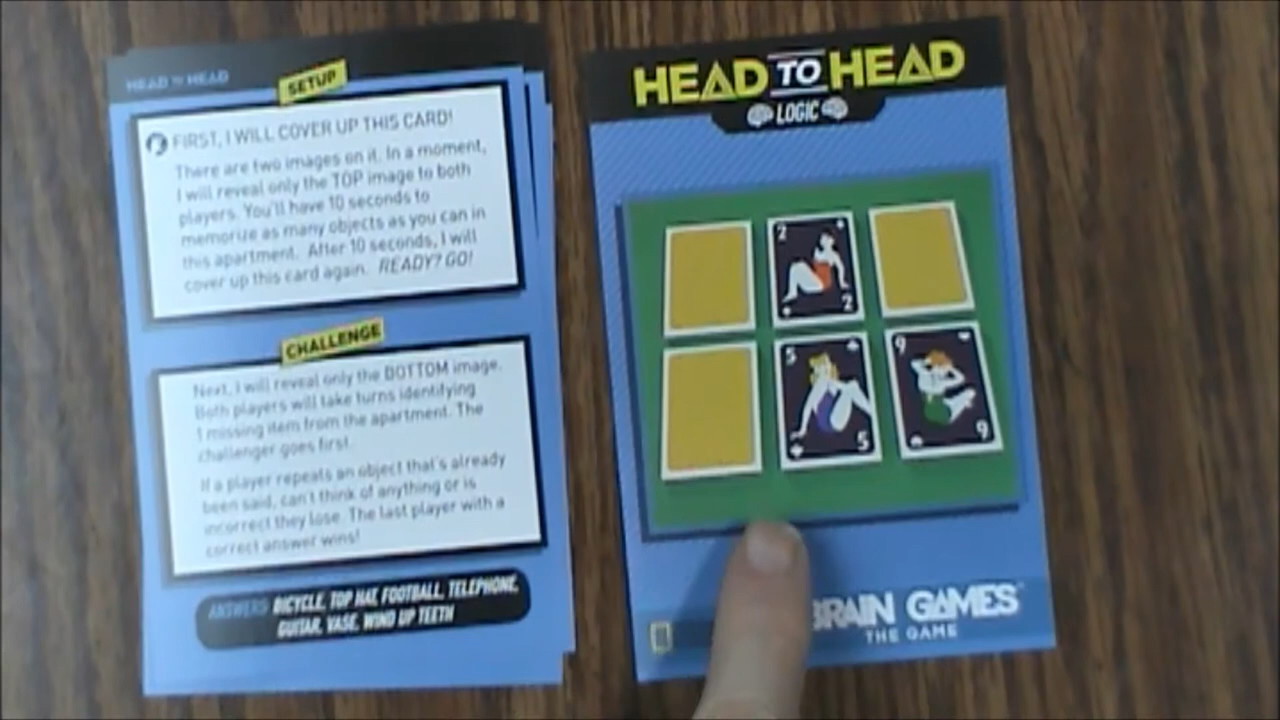 HEAD TO HEAD
SETUP
FIRST, I WILL COVER UP THIS CARD!
There are two images on it. In a moment,
I will reveal only the TOP image to both
players. You'll have 10 seconds to
memorize as many objects as you can in
this apartment. After 10 seconds, I will
cover up this card again. READY? GO!
CHALLENGE
Next, I will reveal only the BOTTOM image.
Both players will take turns identifying
1 missing item from the apartment. The
challenger goes first.
If a player repeats an object that's already
been said, can't think of anything or is
incorrect they lose. The last player with a
correct answer wins!
ANSWERS: BICYCLE, TOP HAT, FOOTBALL, TELEPHONE,
GUITAR, VASE, WIND UP TEETH
HEAD TO HEAD
LOGIC
2
2
5
5
9
9
BRAIN GAMES
THE GAME